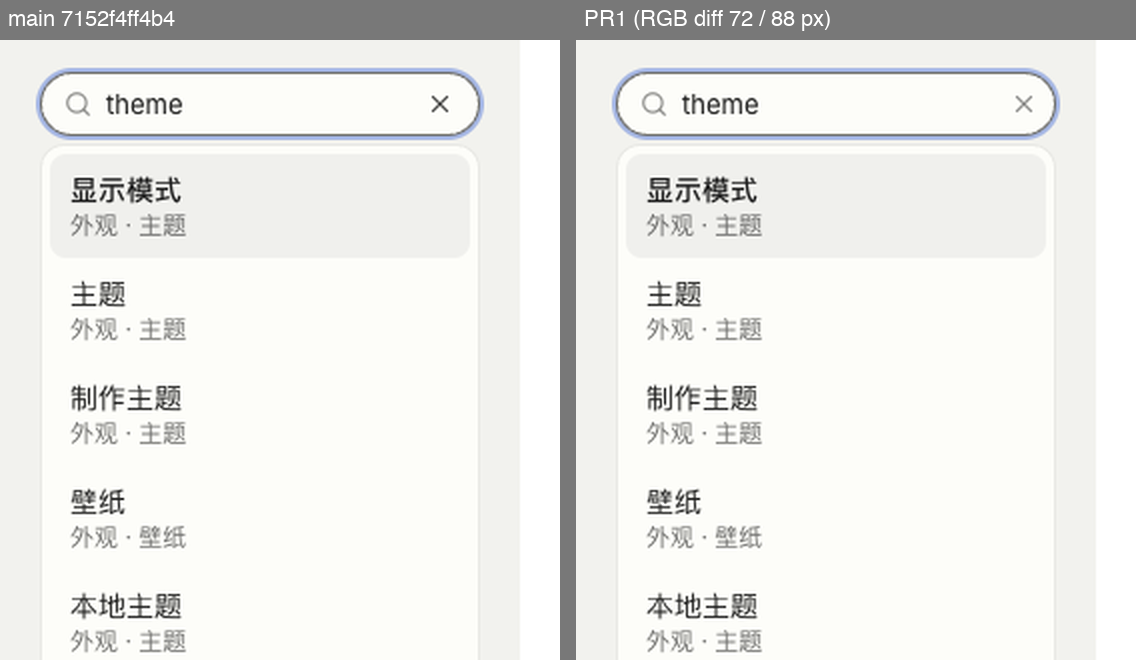 main 7152f4ff4b4
PR1 (RGB diff 72 / 88 px)
theme
显示模式
外观 · 主题
主题
外观 · 主题
制作主题
外观 · 主题
壁纸
外观 · 壁纸
本地主题
外观 · 主题
theme
显示模式
外观 · 主题
主题
外观 · 主题
制作主题
外观 · 主题
壁纸
外观 · 壁纸
本地主题
外观 · 主题